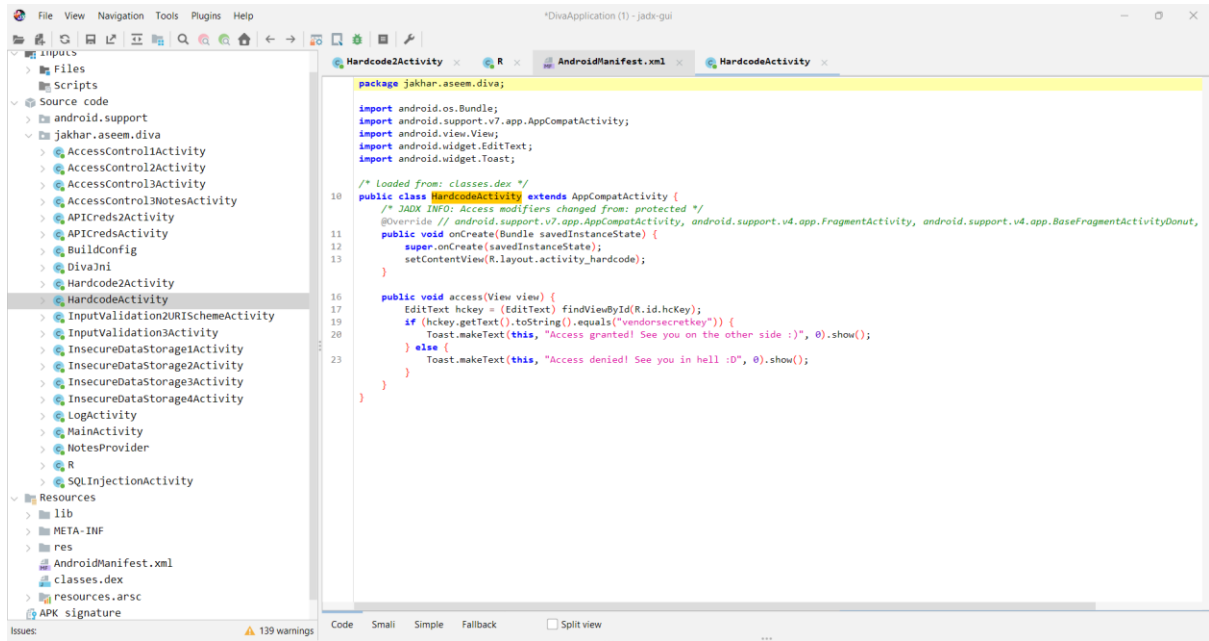 File View Navigation Tools Plugins Help
*DivaApplication (1) - jadx-gui
Inputs
Files
Scripts
Source code
android.support
jakhar.aseem.diva
AccessControl1Activity
AccessControl2Activity
AccessControl3Activity
AccessControl3NotesActivity
APICreds2Activity
APICredsActivity
BuildConfig
DivaJni
Hardcode2Activity
HardcodeActivity
InputValidation2URISchemeActivity
InputValidation3Activity
InsecureDataStorage1Activity
InsecureDataStorage2Activity
InsecureDataStorage3Activity
InsecureDataStorage4Activity
LogActivity
MainActivity
NotesProvider
R
SQLInjectionActivity
Resources
lib
META-INF
res
AndroidManifest.xml
classes.dex
resources.arsc
APK signature
Issues: 139 warnings
Hardcode2Activity R AndroidManifest.xml HardcodeActivity
package jakhar.aseem.diva;
import android.os.Bundle;
import android.support.v7.app.AppCompatActivity;
import android.view.View;
import android.widget.EditText;
import android.widget.Toast;
/* loaded from: classes.dex */
10 public class HardcodeActivity extends AppCompatActivity {
/* JADX INFO: Access modifiers changed from: protected */
@Override // android.support.v7.app.AppCompatActivity, android.support.v4.app.FragmentActivity, android.support.v4.app.BaseFragmentActivityDonut,
11 public void onCreate(Bundle savedInstanceState) {
12 super.onCreate(savedInstanceState);
13 setContentView(R.layout.activity_hardcode);
}
16 public void access(View view) {
17 EditText hckey = (EditText) findViewById(R.id.hcKey);
19 if (hckey.getText().toString().equals("vendorsecretkey")) {
20 Toast.makeText(this, "Access granted! See you on the other side :)", 0).show();
} else {
23 Toast.makeText(this, "Access denied! See you in hell :D", 0).show();
}
}
}
Code Smali Simple Fallback Split view